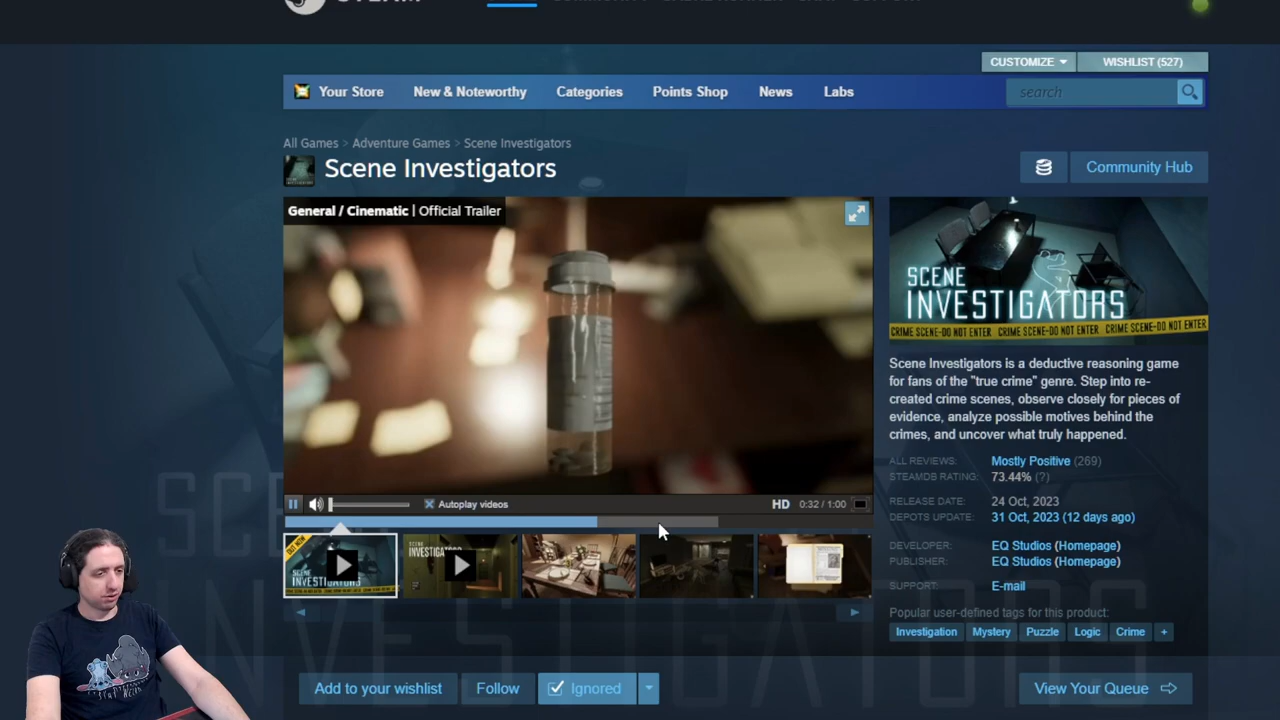 CUSTOMIZE
WISHLIST (527)
Your Store
New & Noteworthy
Categories
Points Shop
News
Labs
search
All Games > Adventure Games > Scene Investigators
Scene Investigators
Community Hub
General / Cinematic | Official Trailer
SCENE
INVESTIGATORS
CRIME SCENE-DO NOT ENTER CRIME SCENE-DO NOT ENTER CRIME SCENE-DO NOT ENTER
Scene Investigators is a deductive reasoning game
for fans of the "true crime" genre. Step into re-
created crime scenes, observe closely for pieces of
evidence, analyze possible motives behind the
crimes, and uncover what truly happened.
ALL REVIEWS: Mostly Positive (269)
STEAMDB RATING: 73.44% (?)
RELEASE DATE: 24 Oct, 2023
DEPOTS UPDATE: 31 Oct, 2023 (12 days ago)
DEVELOPER: EQ Studios (Homepage)
PUBLISHER: EQ Studios (Homepage)
SUPPORT: E-mail
Popular user-defined tags for this product:
Investigation
Mystery
Puzzle
Logic
Crime
+
Autoplay videos
HD
0:32 / 1:00
Add to your wishlist
Follow
Ignored
View Your Queue